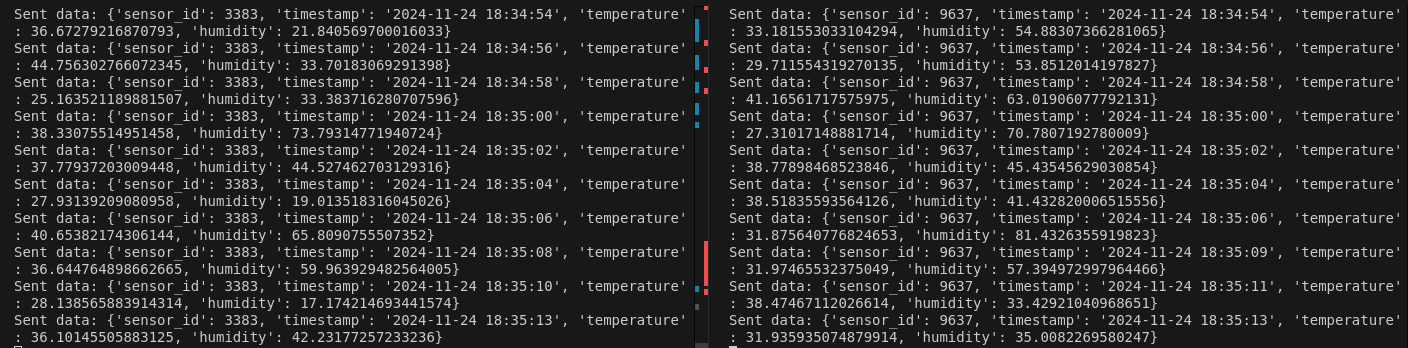 Sent data: {'sensor_id': 3383, 'timestamp': '2024-11-24 18:34:54', 'temperature'
: 36.67279216870793, 'humidity': 21.840569700016033}
Sent data: {'sensor_id': 3383, 'timestamp': '2024-11-24 18:34:56', 'temperature'
: 44.756302766072345, 'humidity': 33.70183069291398}
Sent data: {'sensor_id': 3383, 'timestamp': '2024-11-24 18:34:58', 'temperature'
: 25.163521189881507, 'humidity': 33.383716280707596}
Sent data: {'sensor_id': 3383, 'timestamp': '2024-11-24 18:35:00', 'temperature'
: 38.33075514951458, 'humidity': 73.79314771940724}
Sent data: {'sensor_id': 3383, 'timestamp': '2024-11-24 18:35:02', 'temperature'
: 37.77937203009448, 'humidity': 44.527462703129316}
Sent data: {'sensor_id': 3383, 'timestamp': '2024-11-24 18:35:04', 'temperature'
: 27.93139209080958, 'humidity': 19.013518316045026}
Sent data: {'sensor_id': 3383, 'timestamp': '2024-11-24 18:35:06', 'temperature'
: 40.65382174306144, 'humidity': 65.8090755507352}
Sent data: {'sensor_id': 3383, 'timestamp': '2024-11-24 18:35:08', 'temperature'
: 36.644764898662665, 'humidity': 59.963929482564005}
Sent data: {'sensor_id': 3383, 'timestamp': '2024-11-24 18:35:10', 'temperature'
: 28.138565883914314, 'humidity': 17.174214693441574}
Sent data: {'sensor_id': 3383, 'timestamp': '2024-11-24 18:35:13', 'temperature'
: 36.10145505883125, 'humidity': 42.23177257233236}
Sent data: {'sensor_id': 9637, 'timestamp': '2024-11-24 18:34:54', 'temperature'
: 33.181553033104294, 'humidity': 54.88307366281065}
Sent data: {'sensor_id': 9637, 'timestamp': '2024-11-24 18:34:56', 'temperature'
: 29.711554319270135, 'humidity': 53.8512014197827}
Sent data: {'sensor_id': 9637, 'timestamp': '2024-11-24 18:34:58', 'temperature'
: 41.16561717575975, 'humidity': 63.01906077792131}
Sent data: {'sensor_id': 9637, 'timestamp': '2024-11-24 18:35:00', 'temperature'
: 27.31017148881714, 'humidity': 70.7807192780009}
Sent data: {'sensor_id': 9637, 'timestamp': '2024-11-24 18:35:02', 'temperature'
: 38.77898468523846, 'humidity': 45.43545629030854}
Sent data: {'sensor_id': 9637, 'timestamp': '2024-11-24 18:35:04', 'temperature'
: 38.51835593564126, 'humidity': 41.432820006515556}
Sent data: {'sensor_id': 9637, 'timestamp': '2024-11-24 18:35:06', 'temperature'
: 31.875640776824653, 'humidity': 81.4326355919823}
Sent data: {'sensor_id': 9637, 'timestamp': '2024-11-24 18:35:09', 'temperature'
: 31.97465532375049, 'humidity': 57.394972997964466}
Sent data: {'sensor_id': 9637, 'timestamp': '2024-11-24 18:35:11', 'temperature'
: 38.47467112026614, 'humidity': 33.42921040968651}
Sent data: {'sensor_id': 9637, 'timestamp': '2024-11-24 18:35:13', 'temperature'
: 31.935935074879914, 'humidity': 35.0082269580247}